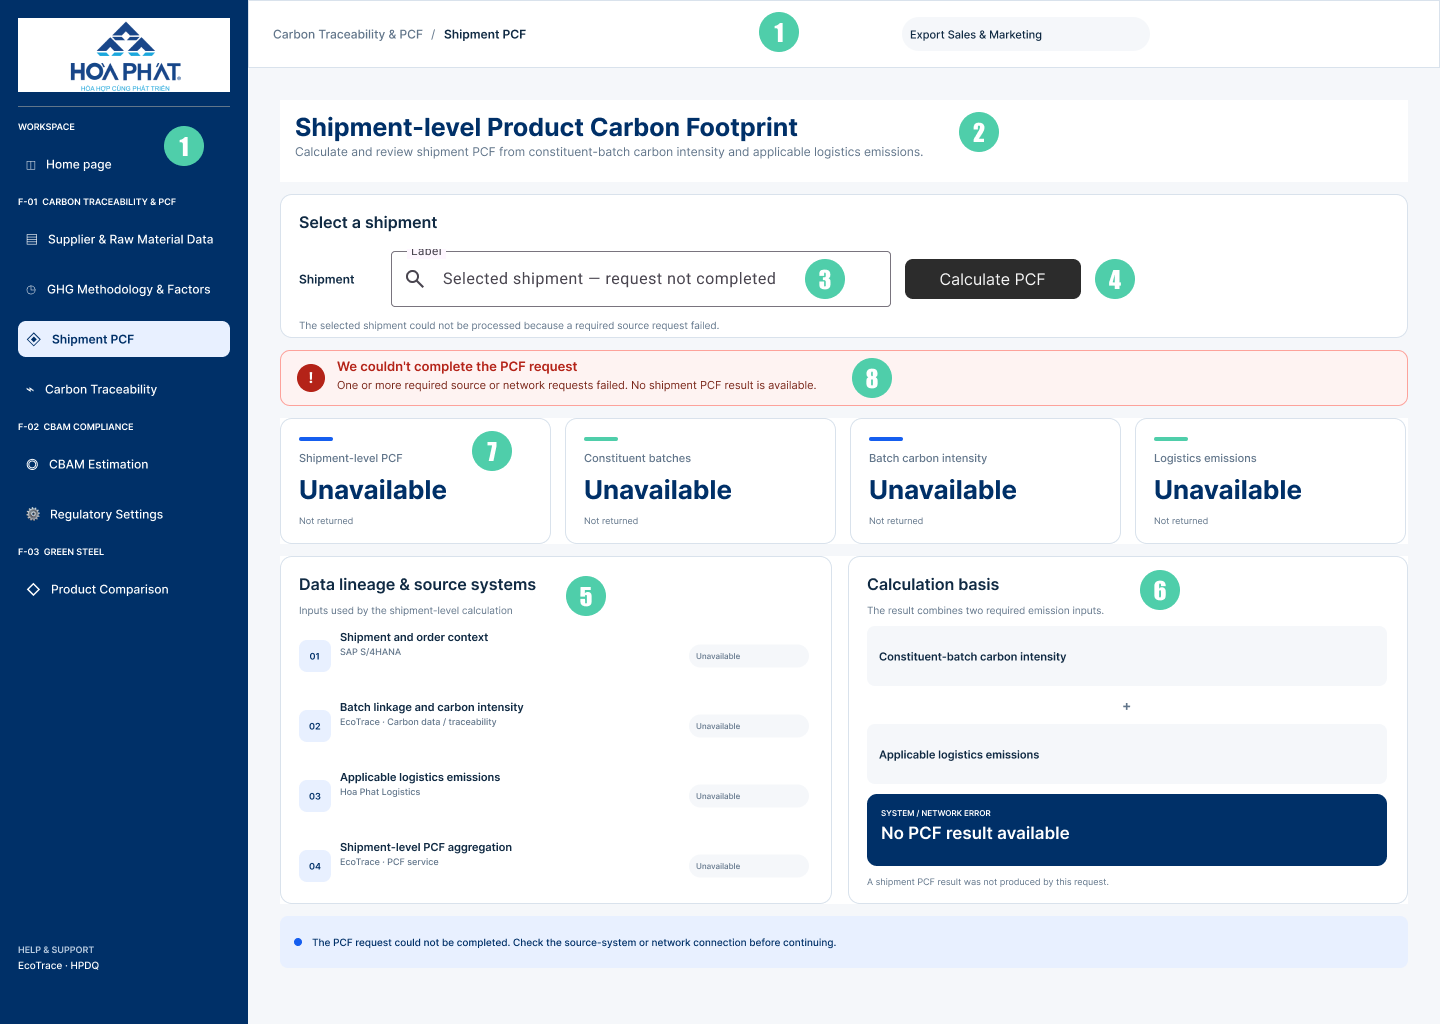 HÒA PHÁT
HÒA HỢP CÙNG PHÁT TRIỂN
WORKSPACE
1
Home page
F-01 CARBON TRACEABILITY & PCF
Supplier & Raw Material Data
GHG Methodology & Factors
Shipment PCF
Carbon Traceability
F-02 CBAM COMPLIANCE
CBAM Estimation
Regulatory Settings
F-03 GREEN STEEL
Product Comparison
HELP & SUPPORT
EcoTrace · HPDQ
Carbon Traceability & PCF / Shipment PCF
1
Export Sales & Marketing
Shipment-level Product Carbon Footprint
2
Calculate and review shipment PCF from constituent-batch carbon intensity and applicable logistics emissions.
Select a shipment
Label
Shipment
Selected shipment — request not completed
3
Calculate PCF
4
The selected shipment could not be processed because a required source request failed.
!
We couldn't complete the PCF request
One or more required source or network requests failed. No shipment PCF result is available.
8
Shipment-level PCF
7
Unavailable
Not returned
Constituent batches
Unavailable
Not returned
Batch carbon intensity
Unavailable
Not returned
Logistics emissions
Unavailable
Not returned
Data lineage & source systems
5
Inputs used by the shipment-level calculation
01
Shipment and order context
SAP S/4HANA
Unavailable
02
Batch linkage and carbon intensity
EcoTrace · Carbon data / traceability
Unavailable
03
Applicable logistics emissions
Hoa Phat Logistics
Unavailable
04
Shipment-level PCF aggregation
EcoTrace · PCF service
Unavailable
Calculation basis
6
The result combines two required emission inputs.
Constituent-batch carbon intensity
+
Applicable logistics emissions
SYSTEM / NETWORK ERROR
No PCF result available
A shipment PCF result was not produced by this request.
The PCF request could not be completed. Check the source-system or network connection before continuing.